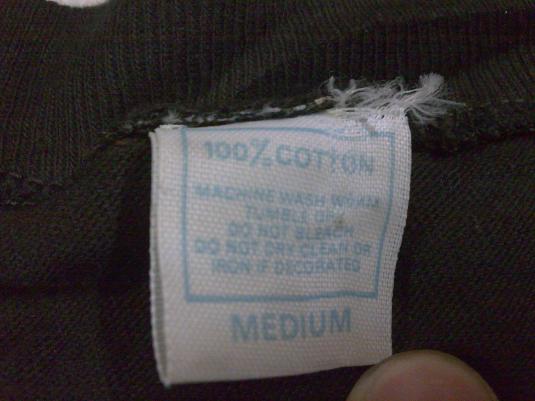 100% COTTON
MACHINE WASH WARM
TUMBLE DRY
DO NOT BLEACH
DO NOT DRY CLEAN OR
IRON IF DECORATED
MEDIUM